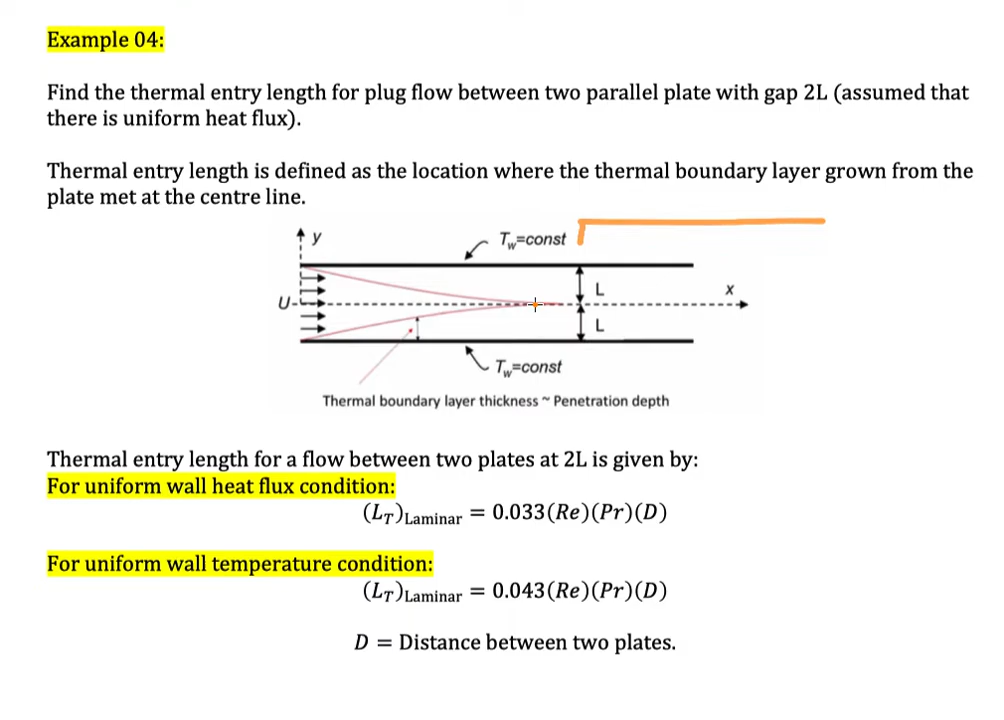 Example 04:
Find the thermal entry length for plug flow between two parallel plate with gap 2L (assumed that
there is uniform heat flux).
Thermal entry length is defined as the location where the thermal boundary layer grown from the
plate met at the centre line.
y
T_w=const
L
x
U
L
T_w=const
Thermal boundary layer thickness ~ Penetration depth
Thermal entry length for a flow between two plates at 2L is given by:
For uniform wall heat flux condition:
(L_T)_Laminar = 0.033(Re)(Pr)(D)
For uniform wall temperature condition:
(L_T)_Laminar = 0.043(Re)(Pr)(D)
D = Distance between two plates.